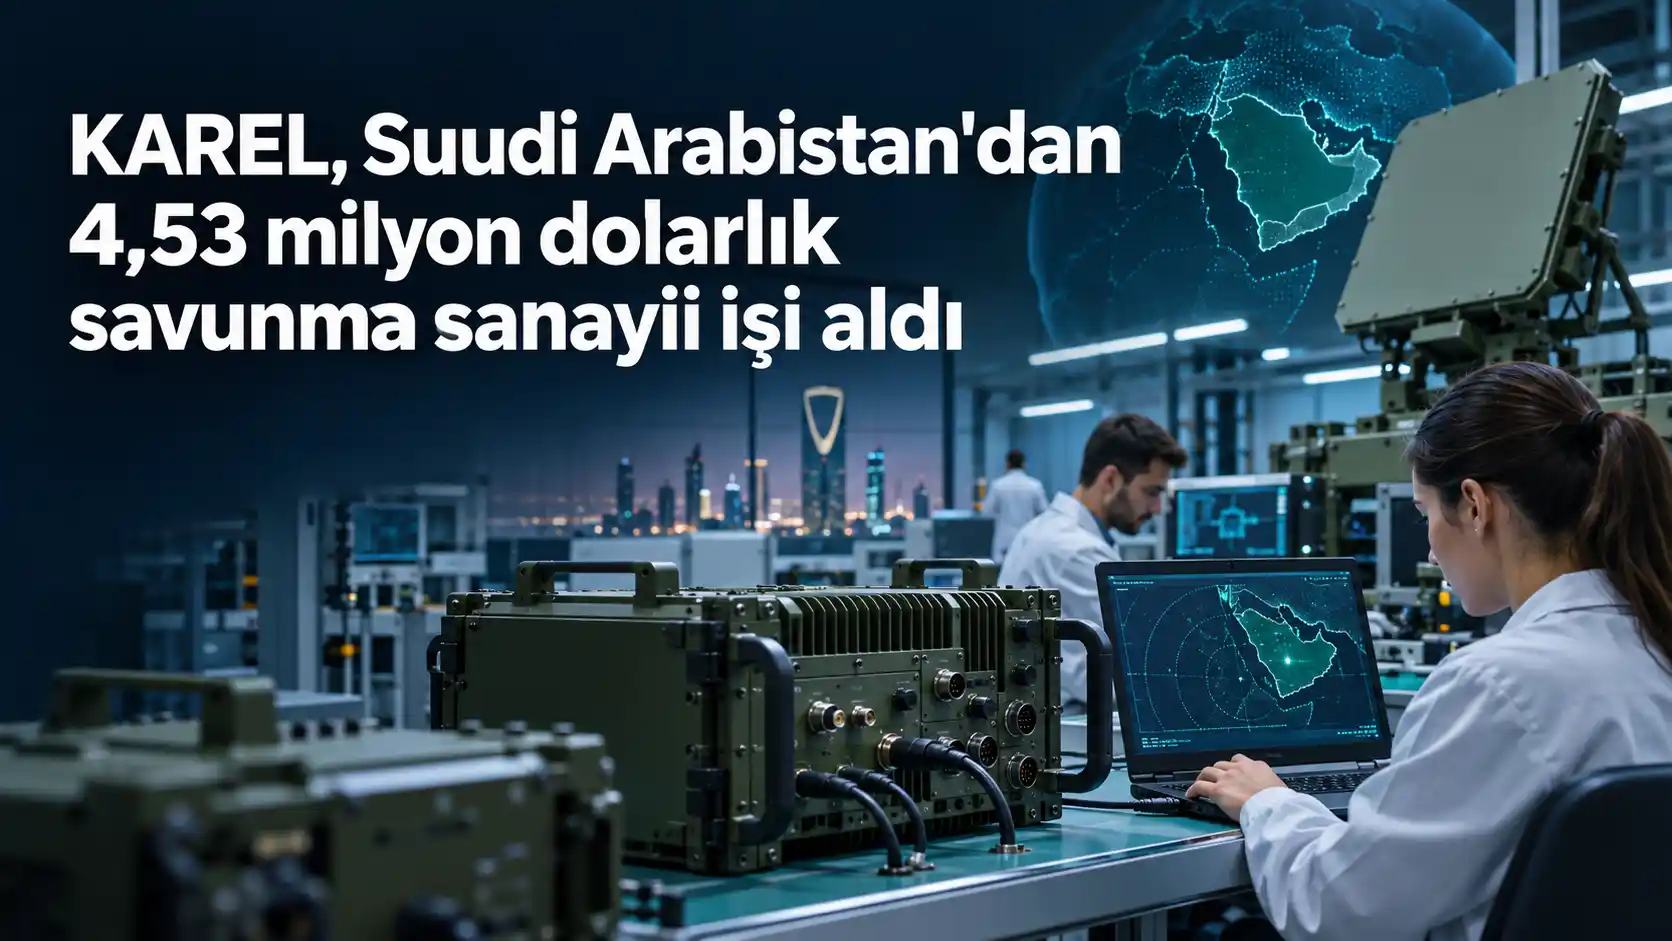 KAREL, Suudi Arabistan'dan
4,53 milyon dolarlık
savunma sanayii işi aldı